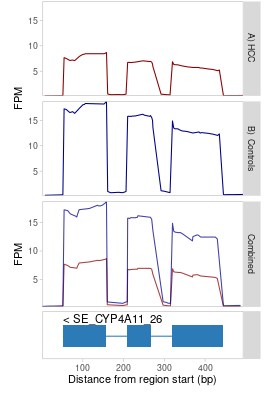 15
10
5
A) HCC
FPM
15
10
5
B) Controls
15
10
5
FPM
Combined
< SE_CYP4A11_26
100 200 300 400
Distance from region start (bp)